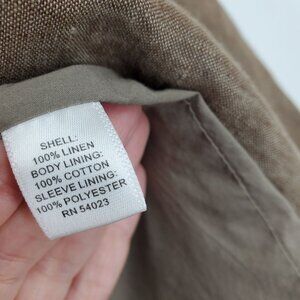 SHELL:
100% LINEN
BODY LINING:
100% COTTON
SLEEVE LINING:
100% POLYESTER
RN 54023